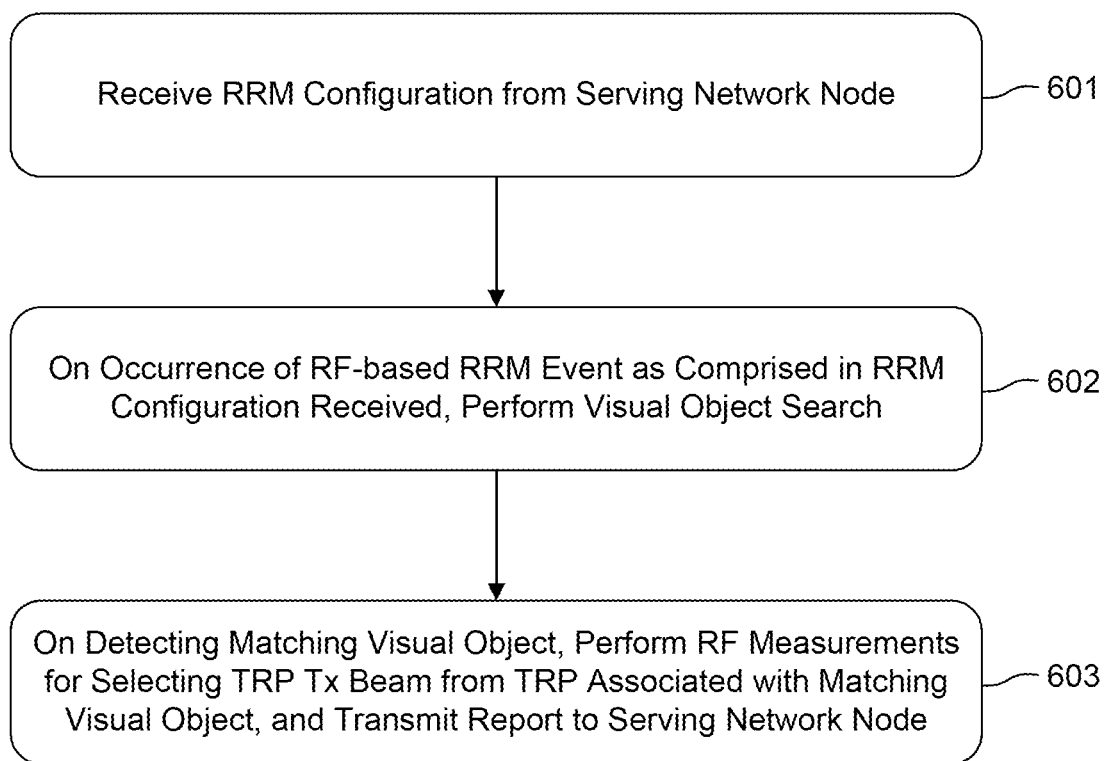 Receive RRM Configuration from Serving Network Node
601
On Occurrence of RF-based RRM Event as Comprised in RRM
Configuration Received, Perform Visual Object Search
602
On Detecting Matching Visual Object, Perform RF Measurements
for Selecting TRP Tx Beam from TRP Associated with Matching
Visual Object, and Transmit Report to Serving Network Node
603